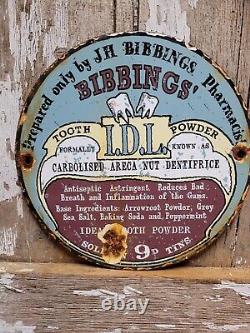 Prepared only by J.H. BIBBINGS, Pharmacist
BIBBINGS'
TOOTH I.D.L. POWDER
FORMALLY KNOWN AS
CARBOLISED ARECA NUT DENTIFRICE
Antiseptic Astringent Reduces Bad
Breath and Inflammation of the Gums.
Base Ingredients: Arrowroot Powder, Grey
Sea Salt, Baking Soda and Peppermint
IDEAL TOOTH POWDER
SOLD 9D TINS.